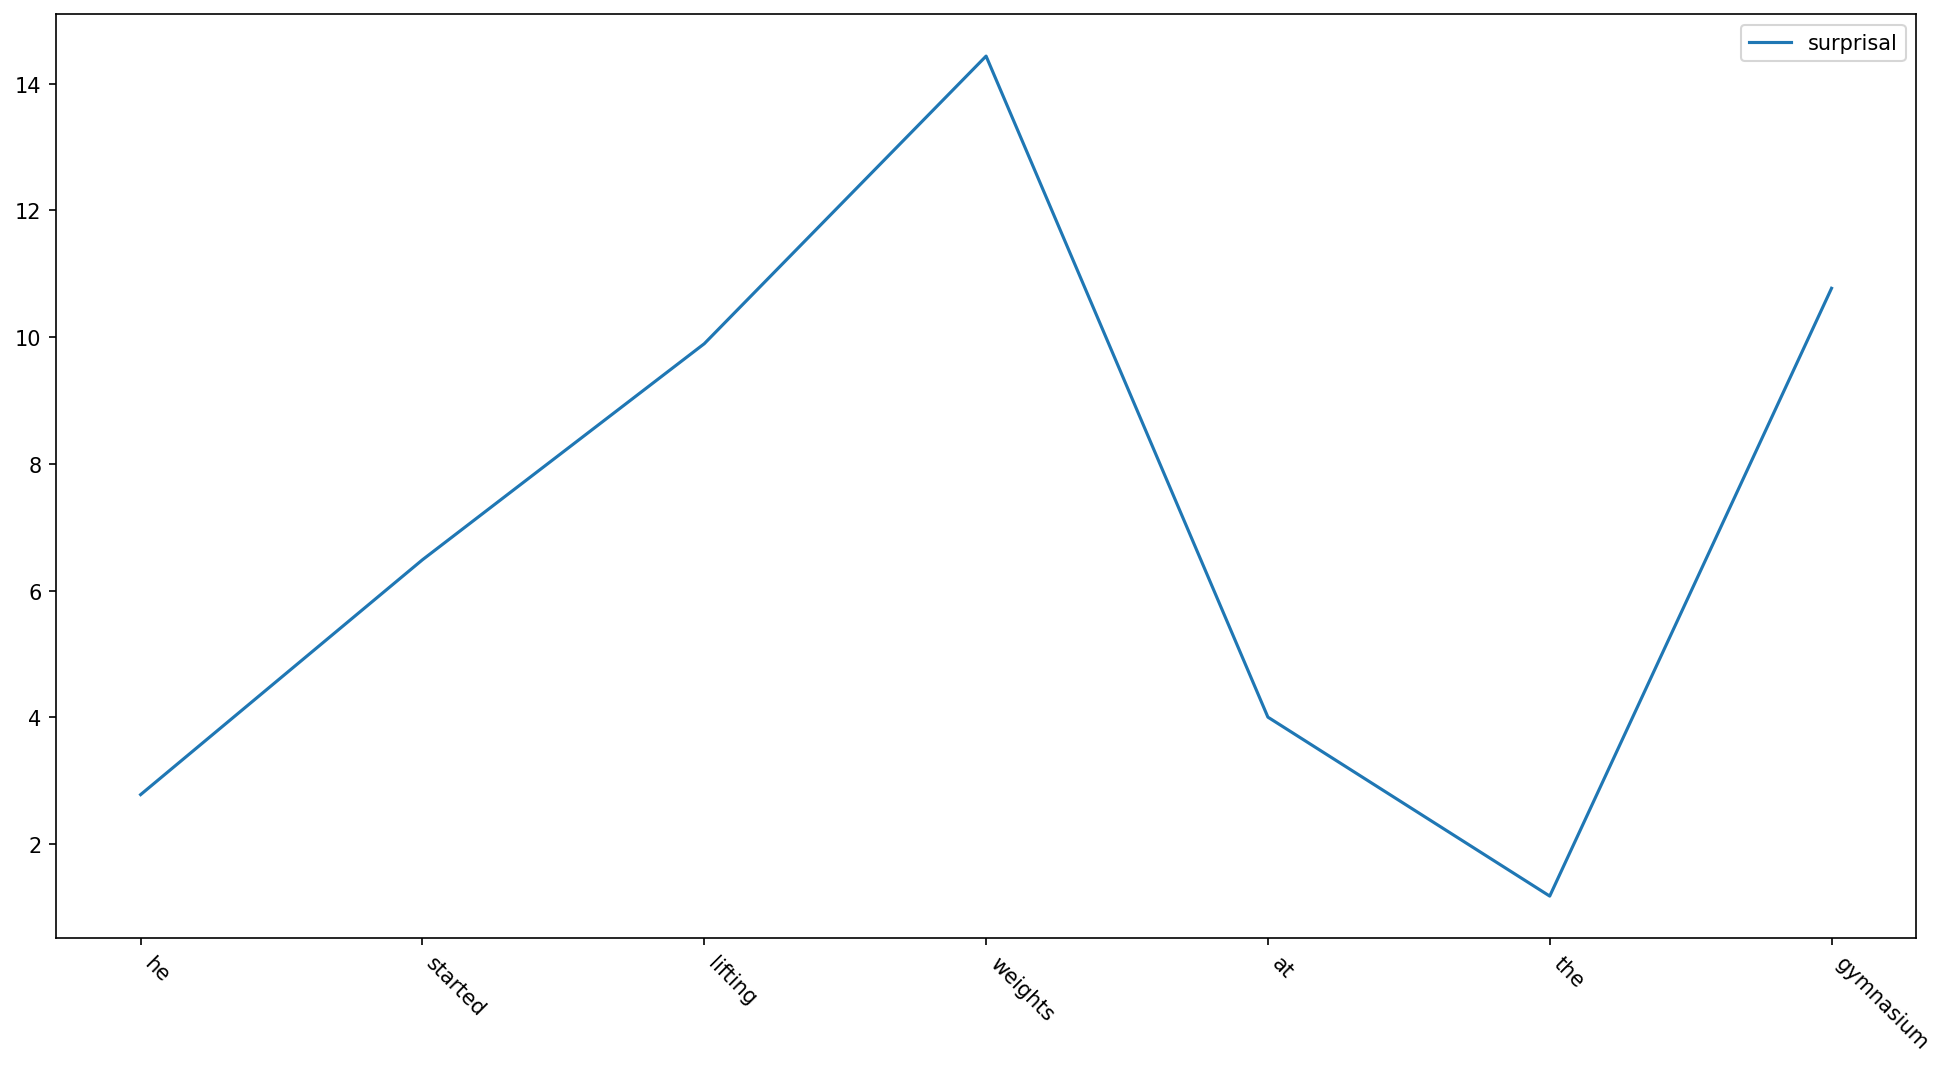 surprisal
14
12
10
8
6
4
2
he
started
lifting
weights
at
the
gymnasium